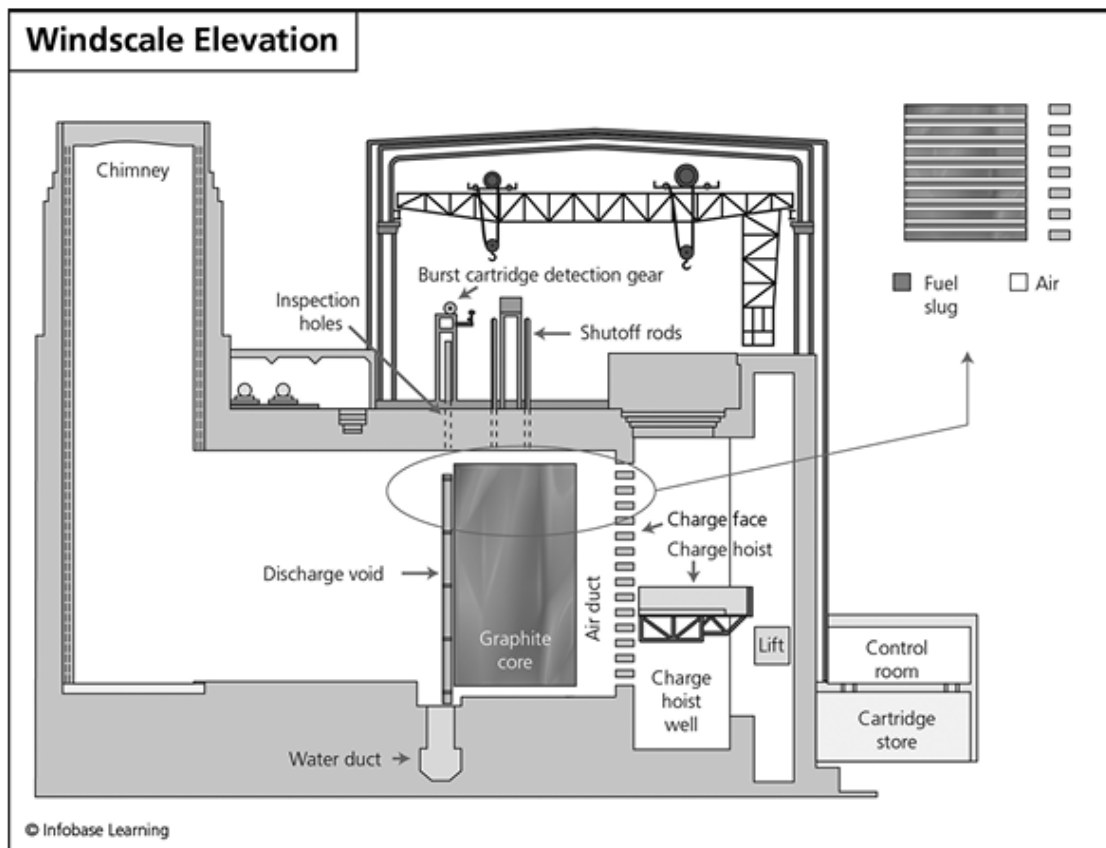 Windscale Elevation
Chimney
Burst cartridge detection gear
Inspection
holes
Shutoff rods
Fuel
slug
Air
Charge face
Charge hoist
Discharge void
Air duct
Graphite
core
Lift
Control
room
Charge
hoist
well
Cartridge
store
Water duct
© Infobase Learning